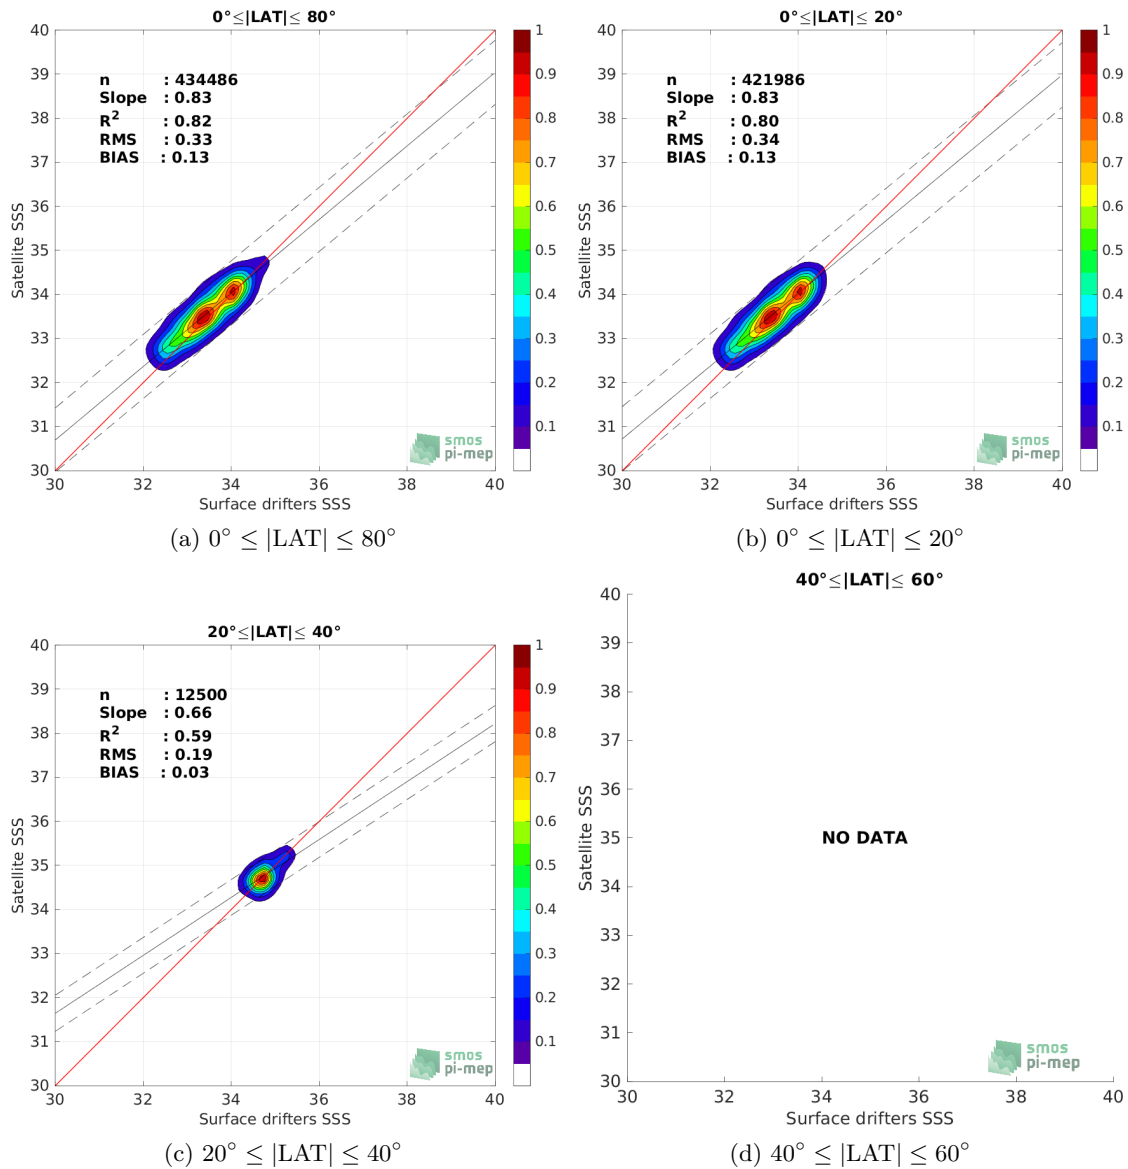 0°≤|LAT|≤ 80°
40
39
38
37
36
35
34
33
32
31
30
Satellite SSS
n : 434486
Slope : 0.83
R2 : 0.82
RMS : 0.33
BIAS : 0.13
30 32 34 36 38 40
Surface drifters SSS
1
0.9
0.8
0.7
0.6
0.5
0.4
0.3
0.2
0.1
smos
pi-mep
(a) 0° ≤ |LAT| ≤ 80°
0°≤|LAT|≤ 20°
40
39
38
37
36
35
34
33
32
31
30
Satellite SSS
n : 421986
Slope : 0.83
R2 : 0.80
RMS : 0.34
BIAS : 0.13
30 32 34 36 38 40
Surface drifters SSS
1
0.9
0.8
0.7
0.6
0.5
0.4
0.3
0.2
0.1
smos
pi-mep
(b) 0° ≤ |LAT| ≤ 20°
20°≤|LAT|≤ 40°
40
39
38
37
36
35
34
33
32
31
30
Satellite SSS
n : 12500
Slope : 0.66
R2 : 0.59
RMS : 0.19
BIAS : 0.03
30 32 34 36 38 40
Surface drifters SSS
1
0.9
0.8
0.7
0.6
0.5
0.4
0.3
0.2
0.1
smos
pi-mep
(c) 20° ≤ |LAT| ≤ 40°
40°≤|LAT|≤ 60°
40
39
38
37
36
35
34
33
32
31
30
Satellite SSS
NO DATA
30 32 34 36 38 40
Surface drifters SSS
smos
pi-mep
(d) 40° ≤ |LAT| ≤ 60°